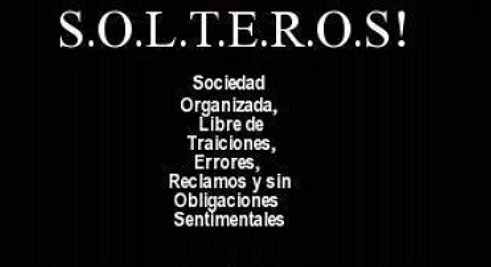 S.O.L.T.E.R.O.S!
Sociedad
Organizada,
Libre de
Traiciones,
Errores,
Reclamos y sin
Obligaciones
Sentimentales